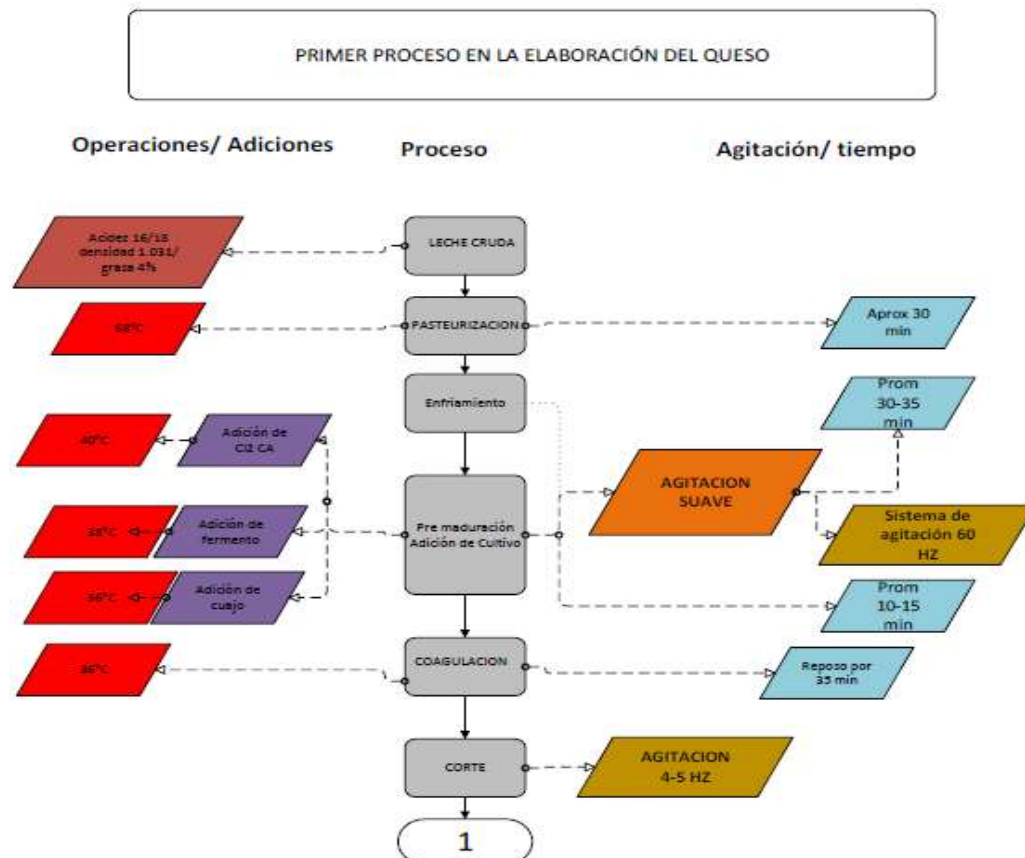 PRIMER PROCESO EN LA ELABORACIÓN DEL QUESO
Operaciones/ Adiciones
Proceso
Agitación/ tiempo
Acidez 16/18
densidad 1.031/
grasa 4%
LECHE CRUDA
68°C
PASTEURIZACION
Aprox 30
min
Enfriamiento
Prom
30-35
min
40°C
Adición de
Cl2 CA
AGITACION
SUAVE
Adición de
fermento
Pre maduración
Adición de Cultivo
Sistema de
agitación 60
HZ
36°C
Adición de
cuajo
Prom
10-15
min
36°C
COAGULACION
Reposo por
35 min
CORTE
AGITACION
4-5 HZ
1